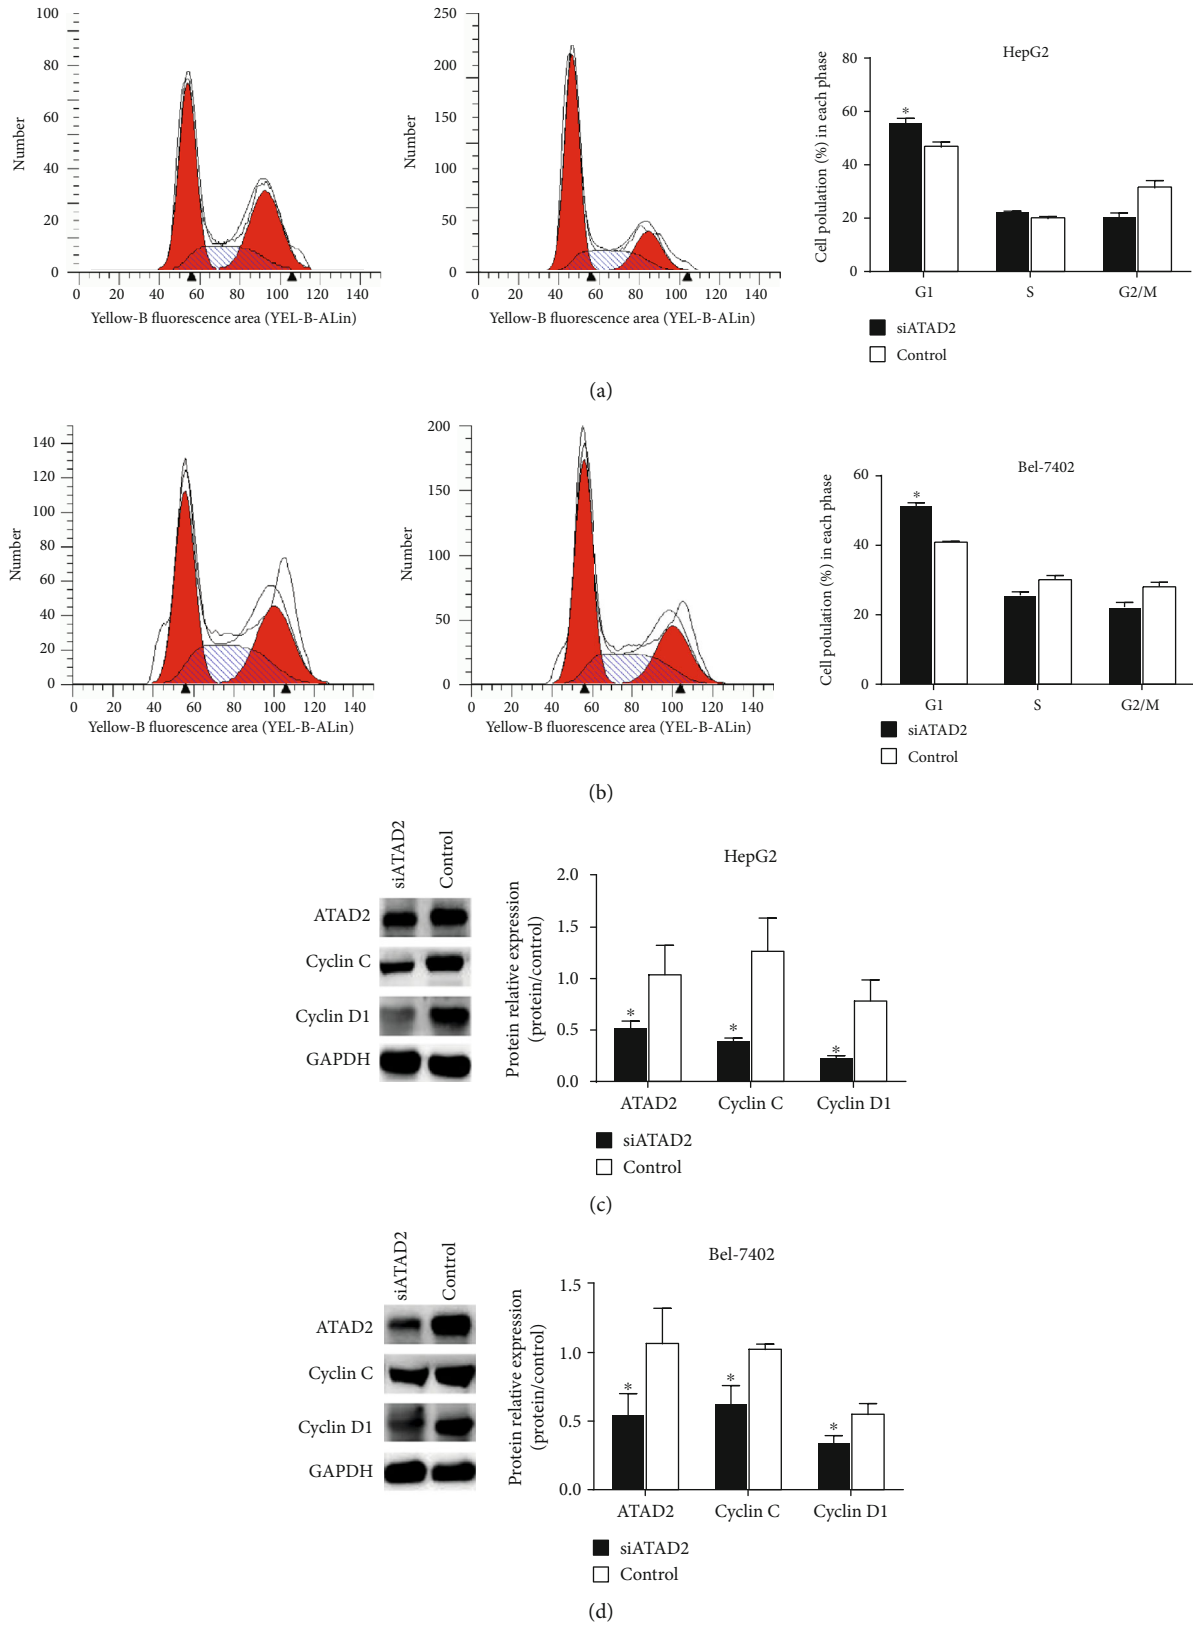 100
80
60
40
20
0
Number
0 20 40 60 80 100 120 140
Yellow-B fluorescence area (YEL-B-ALin)
250
200
150
100
50
0
Number
0 20 40 60 80 100 120 140
Yellow-B fluorescence area (YEL-B-ALin)
HepG2
80
60
40
20
0
Cell polulation (%) in each phase
*
G1 S G2/M
siATAD2
Control
(a)
140
120
100
80
60
40
20
0
Number
0 20 40 60 80 100 120 140
Yellow-B fluorescence area (YEL-B-ALin)
200
150
100
50
0
Number
0 20 40 60 80 100 120 140
Yellow-B fluorescence area (YEL-B-ALin)
Bel-7402
60
40
20
0
Cell polulation (%) in each phase
*
G1 S G2/M
siATAD2
Control
(b)
siATAD2
Control
ATAD2
Cyclin C
Cyclin D1
GAPDH
HepG2
2.0
1.5
1.0
0.5
0.0
Protein relative expression
(protein/control)
* * *
ATAD2 Cyclin C Cyclin D1
siATAD2
Control
(c)
siATAD2
Control
ATAD2
Cyclin C
Cyclin D1
GAPDH
Bel-7402
1.5
1.0
0.5
0.0
Protein relative expression
(protein/control)
* * *
ATAD2 Cyclin C Cyclin D1
siATAD2
Control
(d)